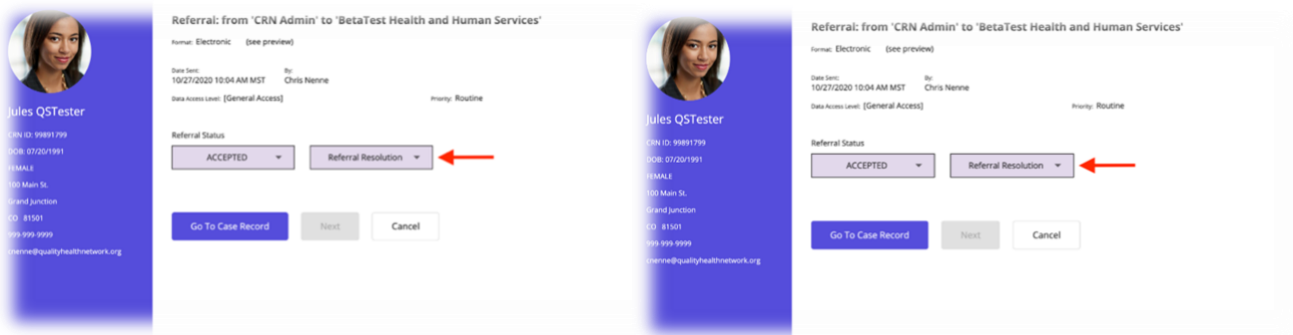 Referral: from 'CRN Admin' to 'BetaTest Health and Human Services'
Format: Electronic (see preview)
Date Sent: By:
10/27/2020 10:04 AM MST Chris Nenne
Data Access Level: [General Access] Priority: Routine
Jules QSTester
CRN ID: 99891799
DOB: 07/20/1991
FEMALE
100 Main St.
Grand Junction
CO 81501
999-999-9999
cnenne@qualityhealthnetwork.org
Referral Status
ACCEPTED Referral Resolution
Go To Case Record Next Cancel
Referral: from 'CRN Admin' to 'BetaTest Health and Human Services'
Format: Electronic (see preview)
Date Sent: By:
10/27/2020 10:04 AM MST Chris Nenne
Data Access Level: [General Access] Priority: Routine
Jules QSTester
CRN ID: 99891799
DOB: 07/20/1991
FEMALE
100 Main St.
Grand Junction
CO 81501
999-999-9999
cnenne@qualityhealthnetwork.org
Referral Status
ACCEPTED Referral Resolution
Go To Case Record Next Cancel